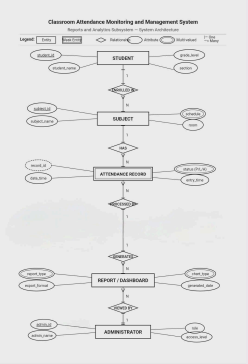 Classroom Attendance Monitoring and Management System
Reports and Analytics Subsystem — System Architecture
Legend: Entity Weak Entity Relationship Attribute Multivalued 1— One
Many
student_id grade_level
STUDENT
student_name section
1
ENROLLED IN
N
subject_id schedule
SUBJECT
subject_name room
1
HAS
N
record_id status (P/L/A)
ATTENDANCE RECORD
date_time entry_time
N
PROCESSED BY
1
GENERATES
N
report_type chart_type
REPORT / DASHBOARD
export_format generated_date
N
VIEWED BY
1
admin_id role
ADMINISTRATOR
admin_name access_level